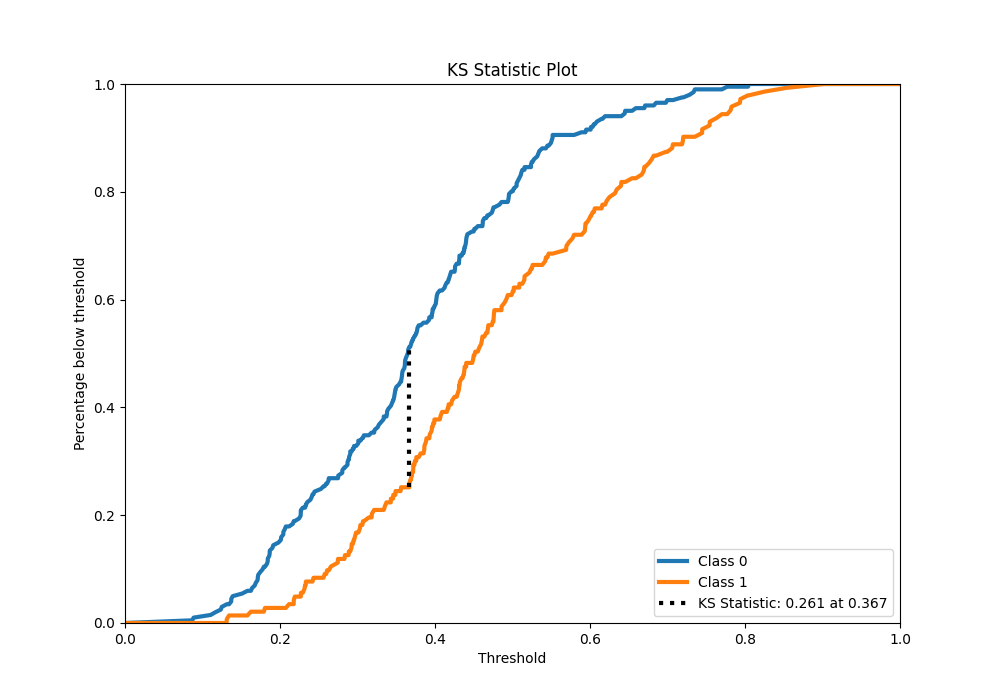 KS Statistic Plot
1.0
0.8
0.6
0.4
0.2
0.0
Percentage below threshold
0.0 0.2 0.4 0.6 0.8 1.0
Threshold
Class 0
Class 1
KS Statistic: 0.261 at 0.367